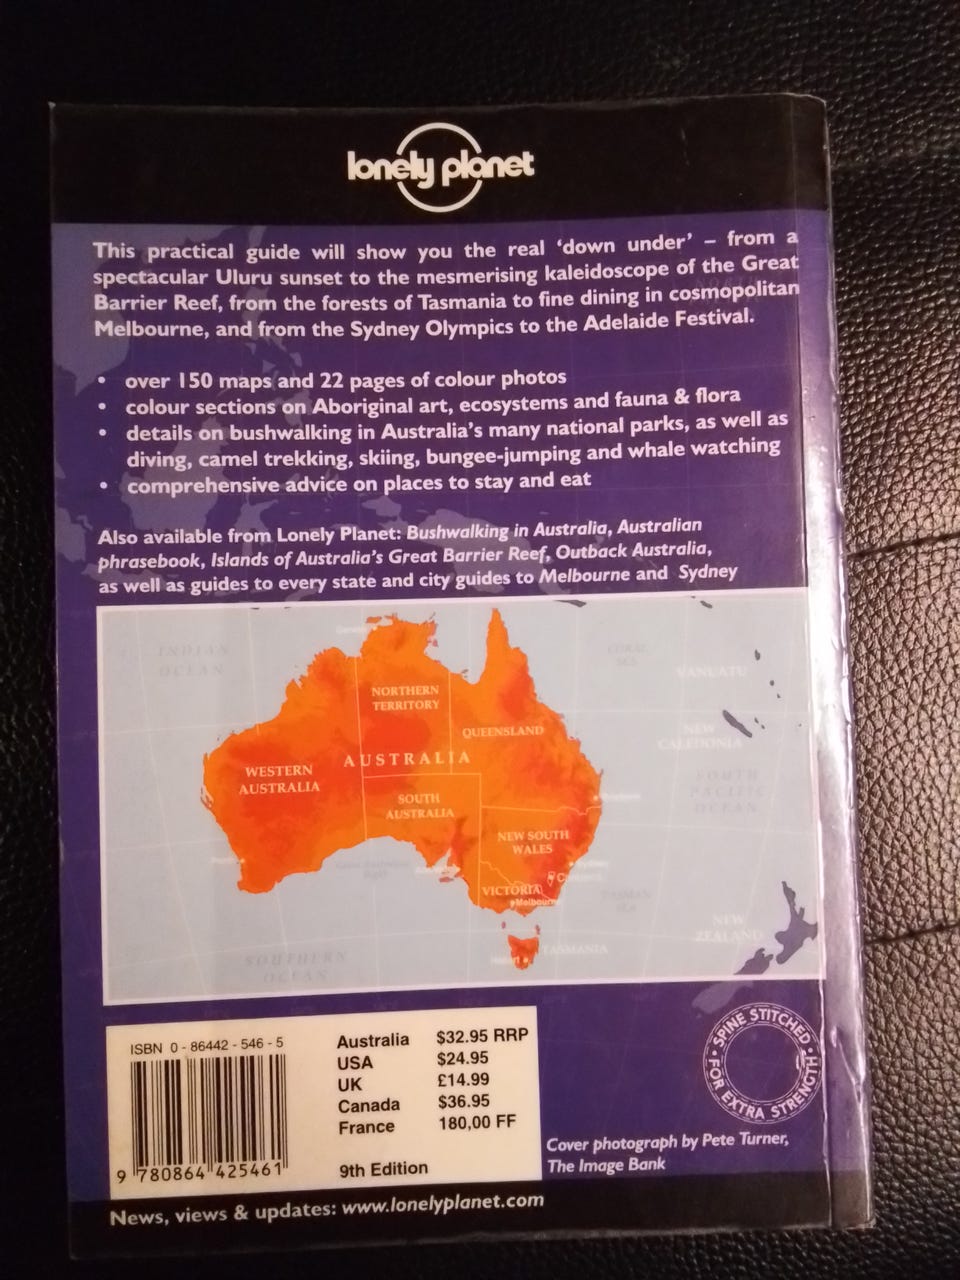 lonely planet
This practical guide will show you the real ‘down under’ – from a
spectacular Uluru sunset to the mesmerising kaleidoscope of the Great
Barrier Reef, from the forests of Tasmania to fine dining in cosmopolitan
Melbourne, and from the Sydney Olympics to the Adelaide Festival.
• over 150 maps and 22 pages of colour photos
• colour sections on Aboriginal art, ecosystems and fauna & flora
• details on bushwalking in Australia’s many national parks, as well as
diving, camel trekking, skiing, bungee-jumping and whale watching
• comprehensive advice on places to stay and eat
Also available from Lonely Planet: Bushwalking in Australia, Australian
phrasebook, Islands of Australia’s Great Barrier Reef, Outback Australia,
as well as guides to every state and city guides to Melbourne and Sydney
INDIAN
OCEAN
CORAL
SEA
VANUATU
NORTHERN
TERRITORY
QUEENSLAND
NEW
CALEDONIA
AUSTRALIA
WESTERN
AUSTRALIA
SOUTH
AUSTRALIA
SOUTH
PACIFIC
OCEAN
NEW SOUTH
WALES
Perth
Sydney
Canberra
VICTORIA
Melbourne
TASMAN
SEA
NEW
ZEALAND
TASMANIA
Hobart
SOUTHERN
OCEAN
ISBN 0 - 86442 - 546 - 5
9 780864 425461
Australia $32.95 RRP
USA $24.95
UK £14.99
Canada $36.95
France 180,00 FF
9th Edition
SPINE STITCHED • FOR EXTRA STRENGTH •
Cover photograph by Pete Turner,
The Image Bank
News, views & updates: www.lonelyplanet.com